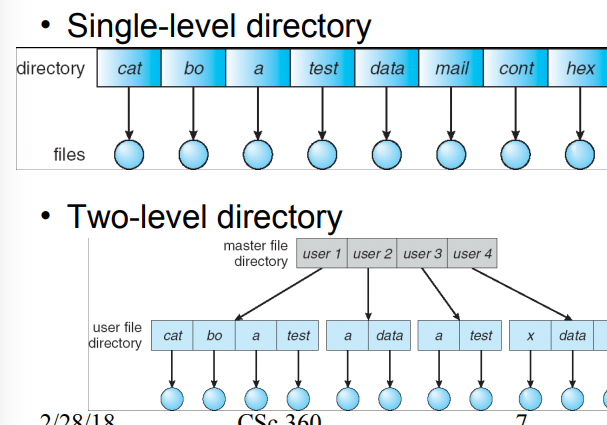 • Single-level directory
directory cat bo a test data mail cont hex
files
• Two-level directory
master file
directory
user 1 user 2 user 3 user 4
user file
directory
cat bo a test a data a test x data
2/28/18 CSc 360 7